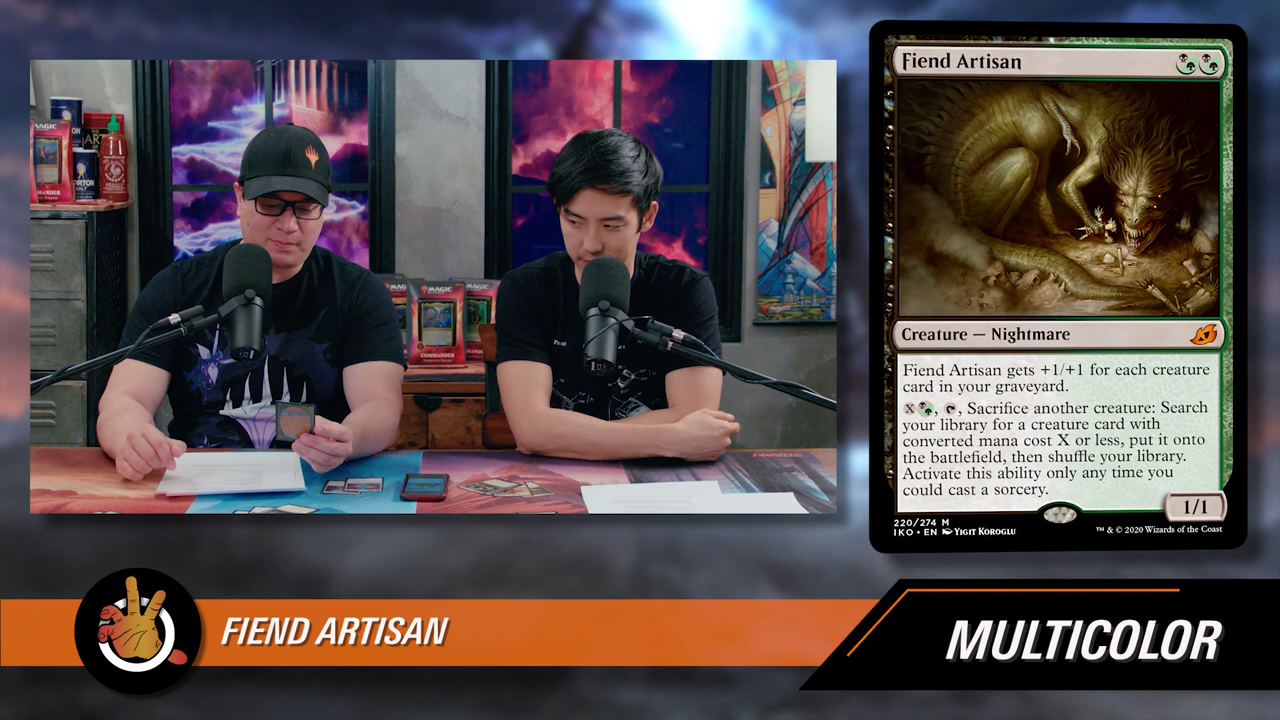 Fiend Artisan
Creature — Nightmare
Fiend Artisan gets +1/+1 for each creature
card in your graveyard.
X, Sacrifice another creature: Search
your library for a creature card with
converted mana cost X or less, put it onto
the battlefield, then shuffle your library.
Activate this ability only any time you
could cast a sorcery.
1/1
220/274 M
IKO • EN YIGIT KOROGLU
™ & © 2020 Wizards of the Coast
MAGIC
COMMANDER
FIEND ARTISAN
MULTICOLOR